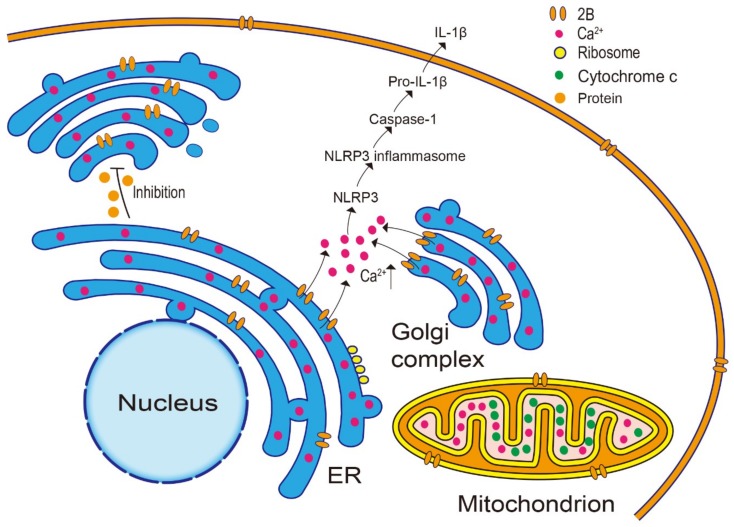 IL-1β
2B
Ca²⁺
Ribosome
Cytochrome c
Protein
Pro-IL-1β
Caspase-1
NLRP3 inflammasome
NLRP3
Inhibition
Ca²⁺
Golgi
complex
Nucleus
ER
Mitochondrion